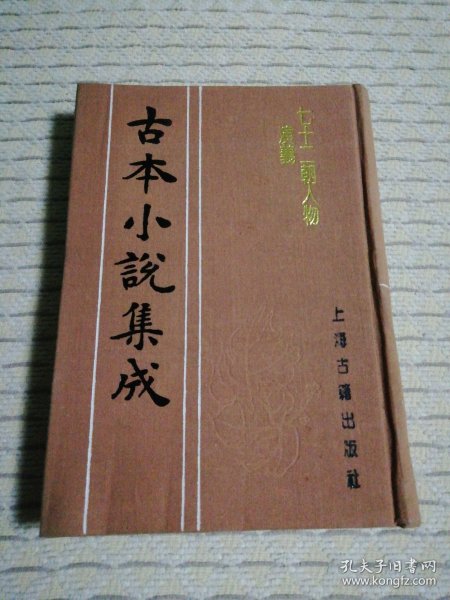 古本小說集成
七十二朝人物
演義
上海古籍出版社
孔夫子旧书网
www.kongfz.com